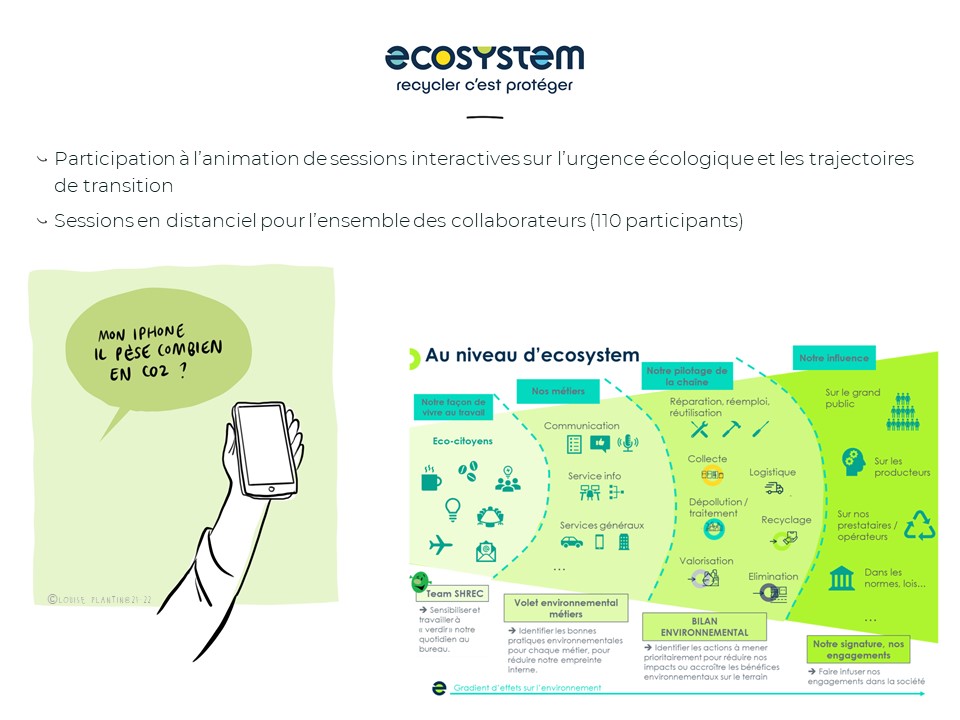 ecosystem
recycler c'est protéger
Participation à l'animation de sessions interactives sur l'urgence écologique et les trajectoires
de transition
Sessions en distanciel pour l'ensemble des collaborateurs (110 participants)
MON IPHONE
IL PÈSE COMBIEN
EN CO2 ?
©LOUISE PLANTIN@21-22
Au niveau d'ecosystem
Notre façon de
vivre au travail
Eco-citoyens
Team SHREC
➔ Sensibiliser et
travailler à
« verdir » notre
quotidien au
bureau.
Nos métiers
Communication
Service info
Services généraux
...
Volet environnemental
métiers
➔ Identifier les bonnes
pratiques environnementales
pour chaque métier, pour
réduire notre empreinte
interne.
Notre pilotage de
la chaîne
Réparation, réemploi,
réutilisation
Collecte
Logistique
Dépollution /
traitement
Recyclage
Valorisation
Elimination
BILAN
ENVIRONNEMENTAL
➔ Identifier les actions à mener
prioritairement pour réduire nos
impacts ou accroître les bénéfices
environnementaux sur le terrain
Notre influence
Sur le grand
public
Sur les
producteurs
Sur nos
prestataires /
opérateurs
Dans les
normes, lois...
...
Notre signature, nos
engagements
➔ Faire infuser nos
engagements dans la société
e Gradient d'effets sur l'environnement